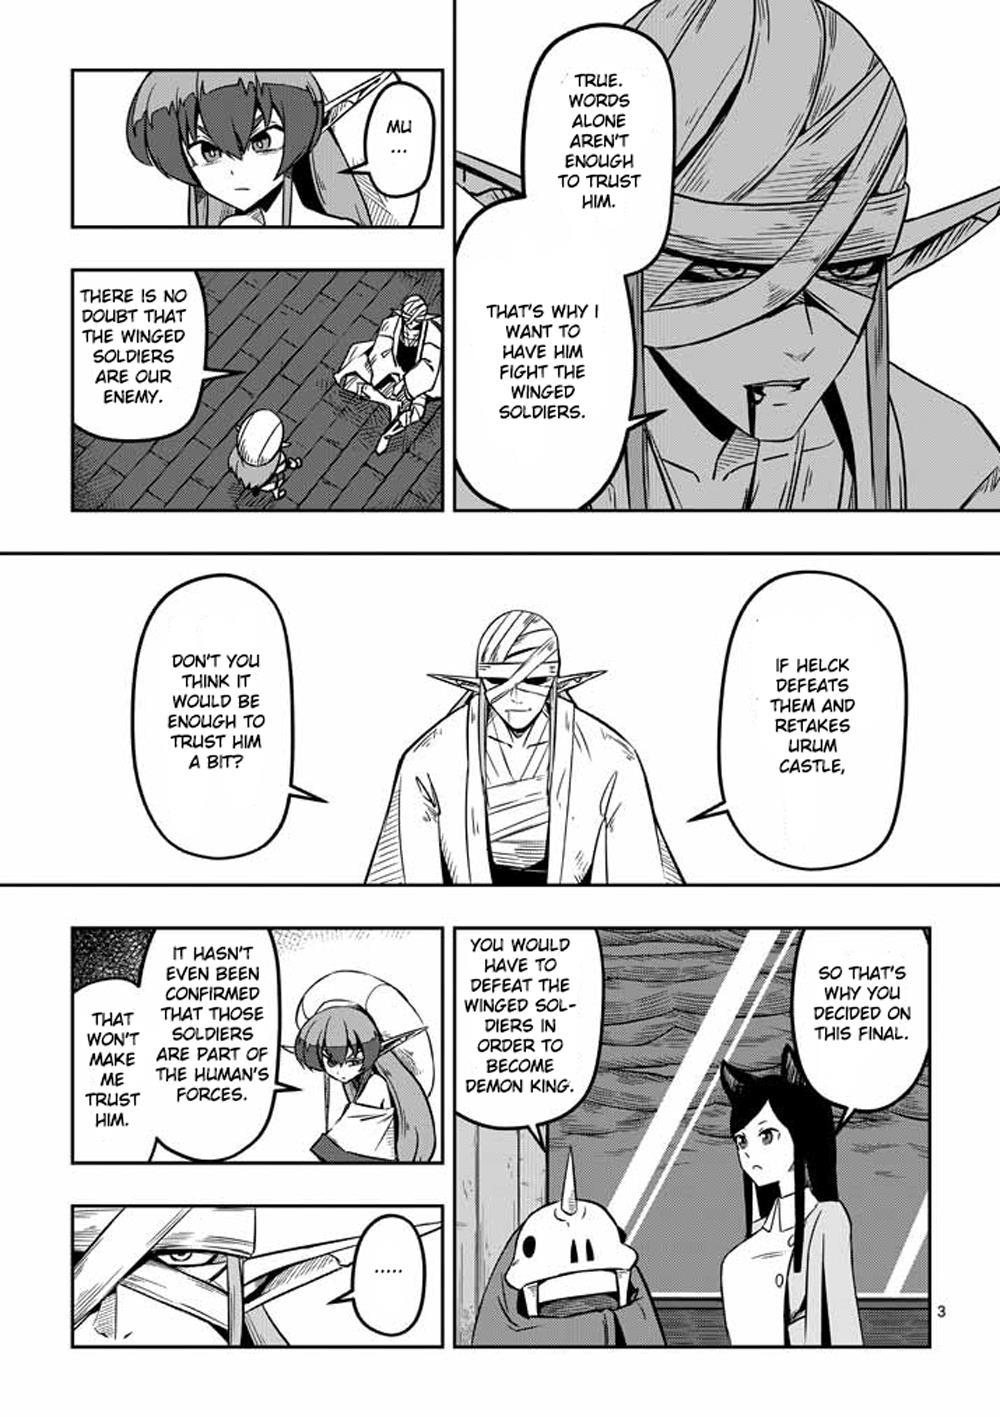 TRUE.
WORDS
ALONE
AREN'T
ENOUGH
TO TRUST
HIM.
THAT'S WHY I
WANT TO
HAVE HIM
FIGHT THE
WINGED
SOLDIERS.
MU
...
THERE IS NO
DOUBT THAT
THE WINGED
SOLDIERS
ARE OUR
ENEMY.
IF HELCK
DEFEATS
THEM AND
RETAKES
URUM
CASTLE,
DON'T YOU
THINK IT
WOULD BE
ENOUGH TO
TRUST HIM
A BIT?
SO THAT'S
WHY YOU
DECIDED ON
THIS FINAL.
YOU WOULD
HAVE TO
DEFEAT THE
WINGED SOL-
DIERS IN
ORDER TO
BECOME
DEMON KING.
IT HASN'T
EVEN BEEN
CONFIRMED
THAT THOSE
SOLDIERS
ARE PART OF
THE HUMAN'S
FORCES.
THAT
WON'T
MAKE
ME
TRUST
HIM.
.....
3